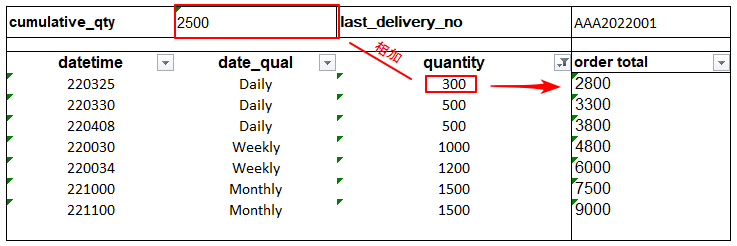 cumulative_qty 2500 last_delivery_no AAA2022001
相加
datetime date_qual quantity order total
220325 Daily 300 2800
220330 Daily 500 3300
220408 Daily 500 3800
220030 Weekly 1000 4800
220034 Weekly 1200 6000
221000 Monthly 1500 7500
221100 Monthly 1500 9000